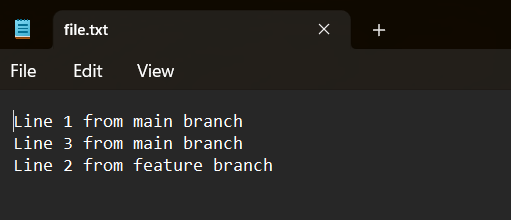 file.txt
File Edit View
Line 1 from main branch
Line 3 from main branch
Line 2 from feature branch